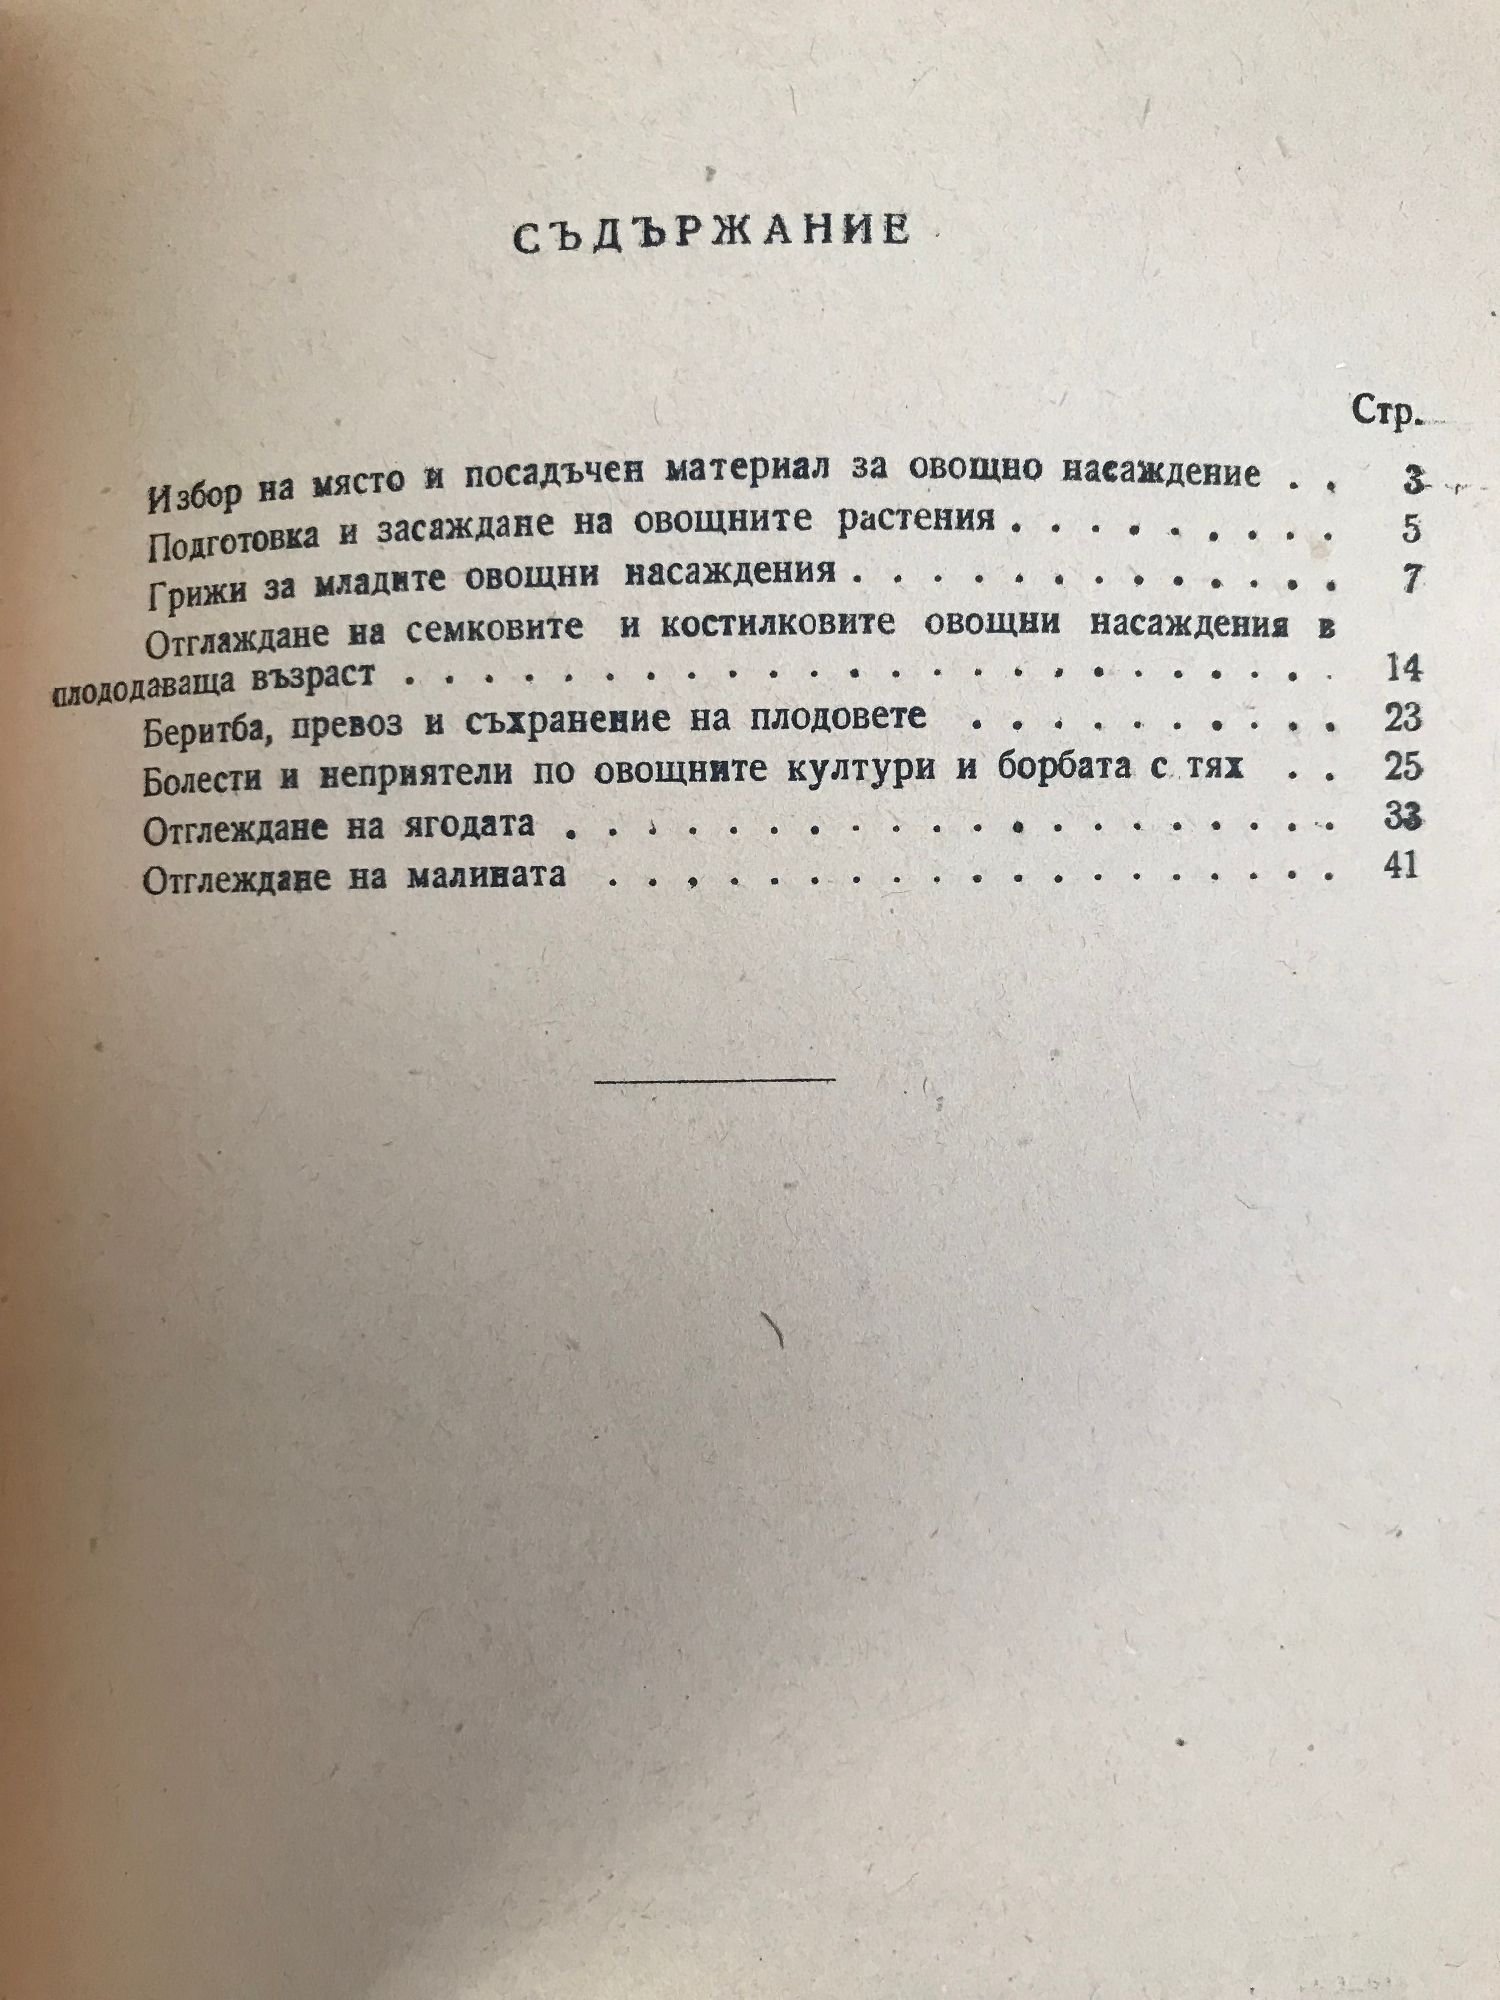 СЪДЪРЖАНИЕ
Стр.
Избор на място и посадъчен материал за овощно насаждение . . 3
Подготовка и засаждане на овощните растения . . . . . . . . . 5
Грижи за младите овощни насаждения . . . . . . . . . . . . . 7
Отглаждане на семковите и костилковите овощни насаждения в
плододаваща възраст . . . . . . . . . . . . . . . . . . . . . . . . 14
Беритба, превоз и съхранение на плодовете . . . . . . . . . . 23
Болести и неприятели по овощните култури и борбата с тях . . 25
Отглеждане на ягодата . . . . . . . . . . . . . . . . . . . . 33
Отглеждане на малината . . . . . . . . . . . . . . . . . . . 41